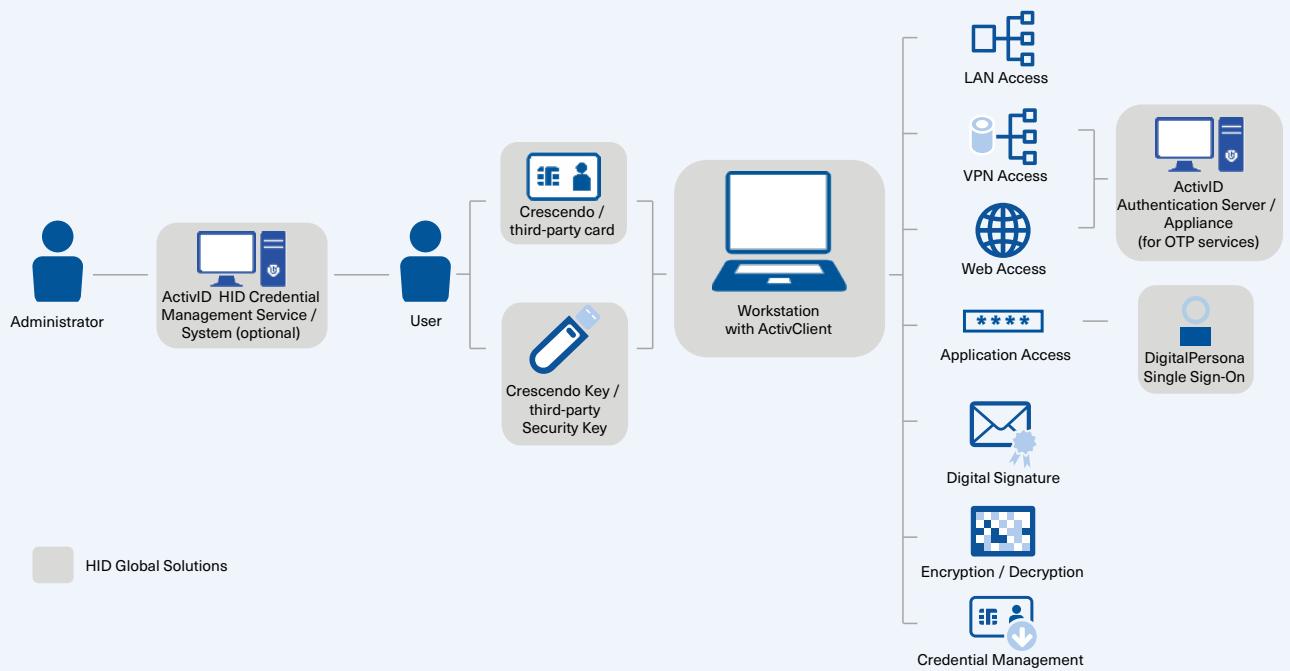 Administrator
ActivID  HID Credential
Management Service /
System (optional)
User
Crescendo /
third-party card
Crescendo Key /
third-party
Security Key
Workstation
with ActivClient
LAN Access
VPN Access
Web Access
Application Access
****
Digital Signature
Encryption / Decryption
Credential Management
ActivID
Authentication Server /
Appliance
(for OTP services)
DigitalPersona
Single Sign-On
HID Global Solutions